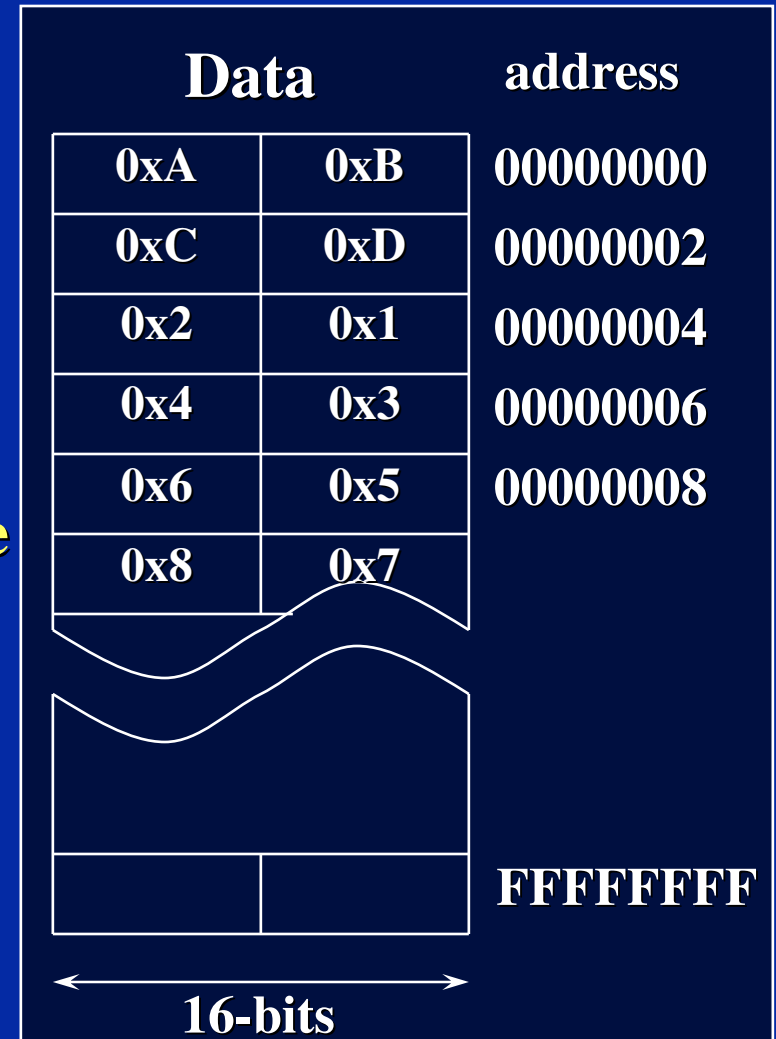 Data address
0xA 0xB 00000000
0xC 0xD 00000002
0x2 0x1 00000004
0x4 0x3 00000006
0x6 0x5 00000008
e
0x8 0x7
FFFFFFFF
16-bits